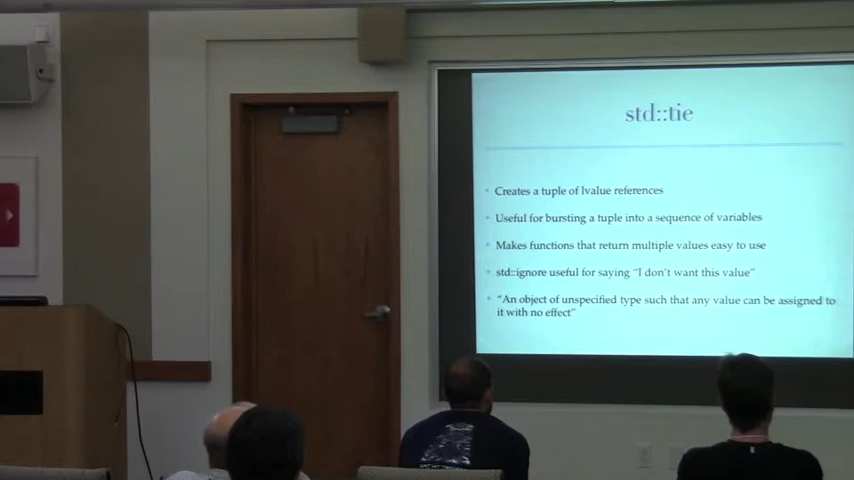 std::tie
Creates a tuple of lvalue references
Useful for bursting a tuple into a sequence of variables
Makes functions that return multiple values easy to use
std::ignore useful for saying "I don't want this value"
"An object of unspecified type such that any value can be assigned to
it with no effect"